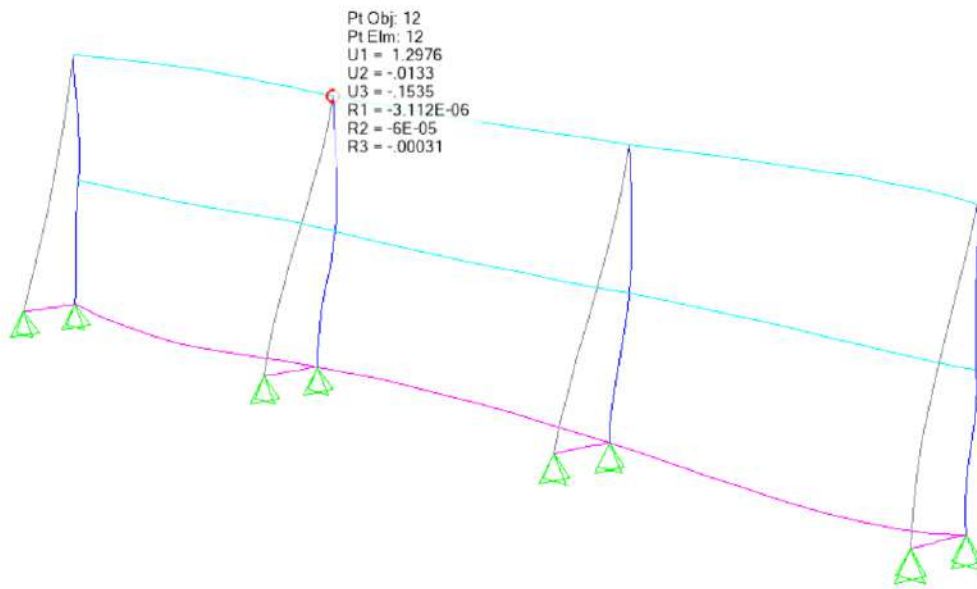 Pt Obj: 12
Pt Elm: 12
U1 = 1.2976
U2 = -.0133
U3 = -.1535
R1 = -3.112E-06
R2 = -6E-05
R3 = -.00031